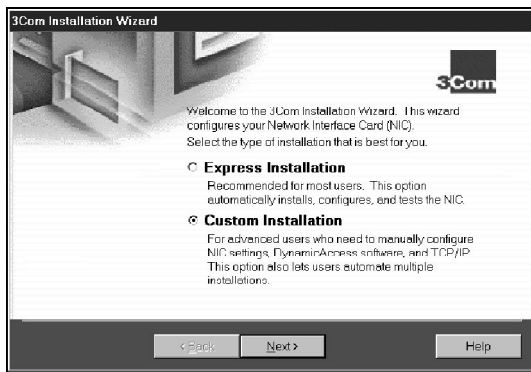 3Com Installation Wizard
3Com
Welcome to the 3Com Installation Wizard. This wizard
configures your Network Interface Card (NIC).
Select the type of installation that is best for you.
Express Installation
Recommended for most users. This option
automatically installs, configures, and tests the NIC.
Custom Installation
For advanced users who need to manually configure
NIC settings, DynamicAccess software, and TCP/IP.
This option also lets users automate multiple
installations.
< Back
Next >
Help